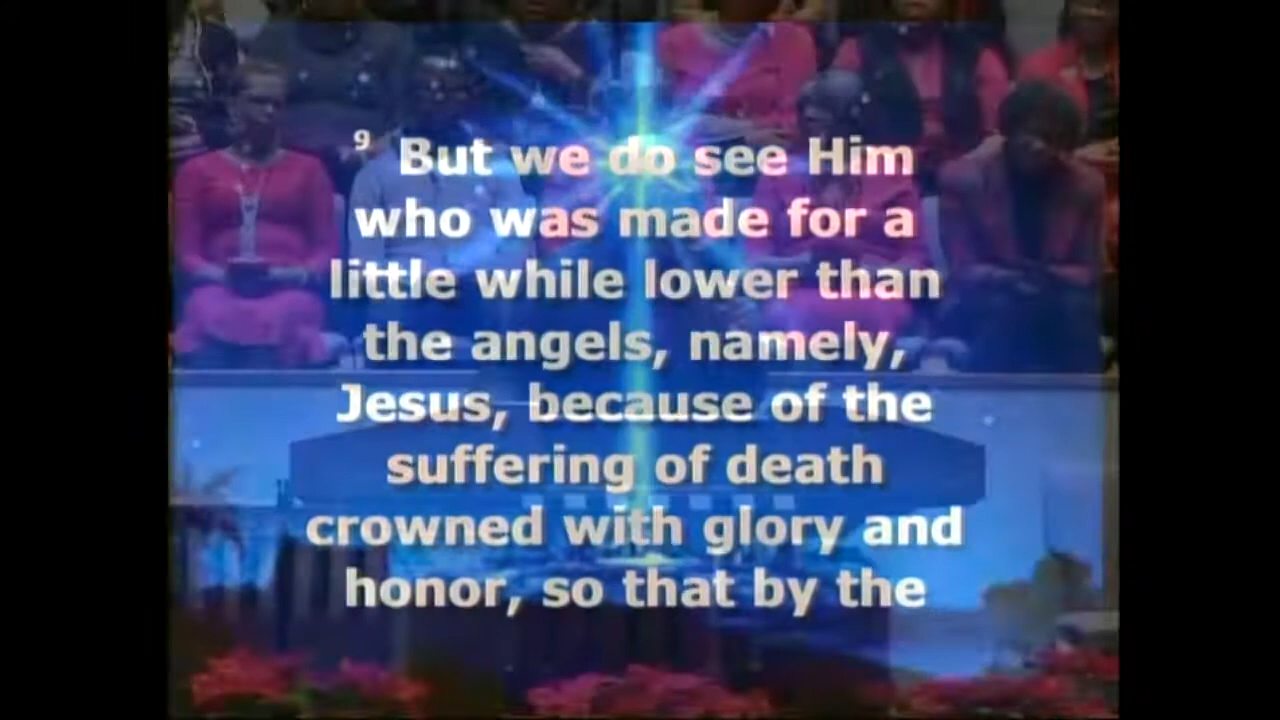 9 But we do see Him
who was made for a
little while lower than
the angels, namely,
Jesus, because of the
suffering of death
crowned with glory and
honor, so that by the